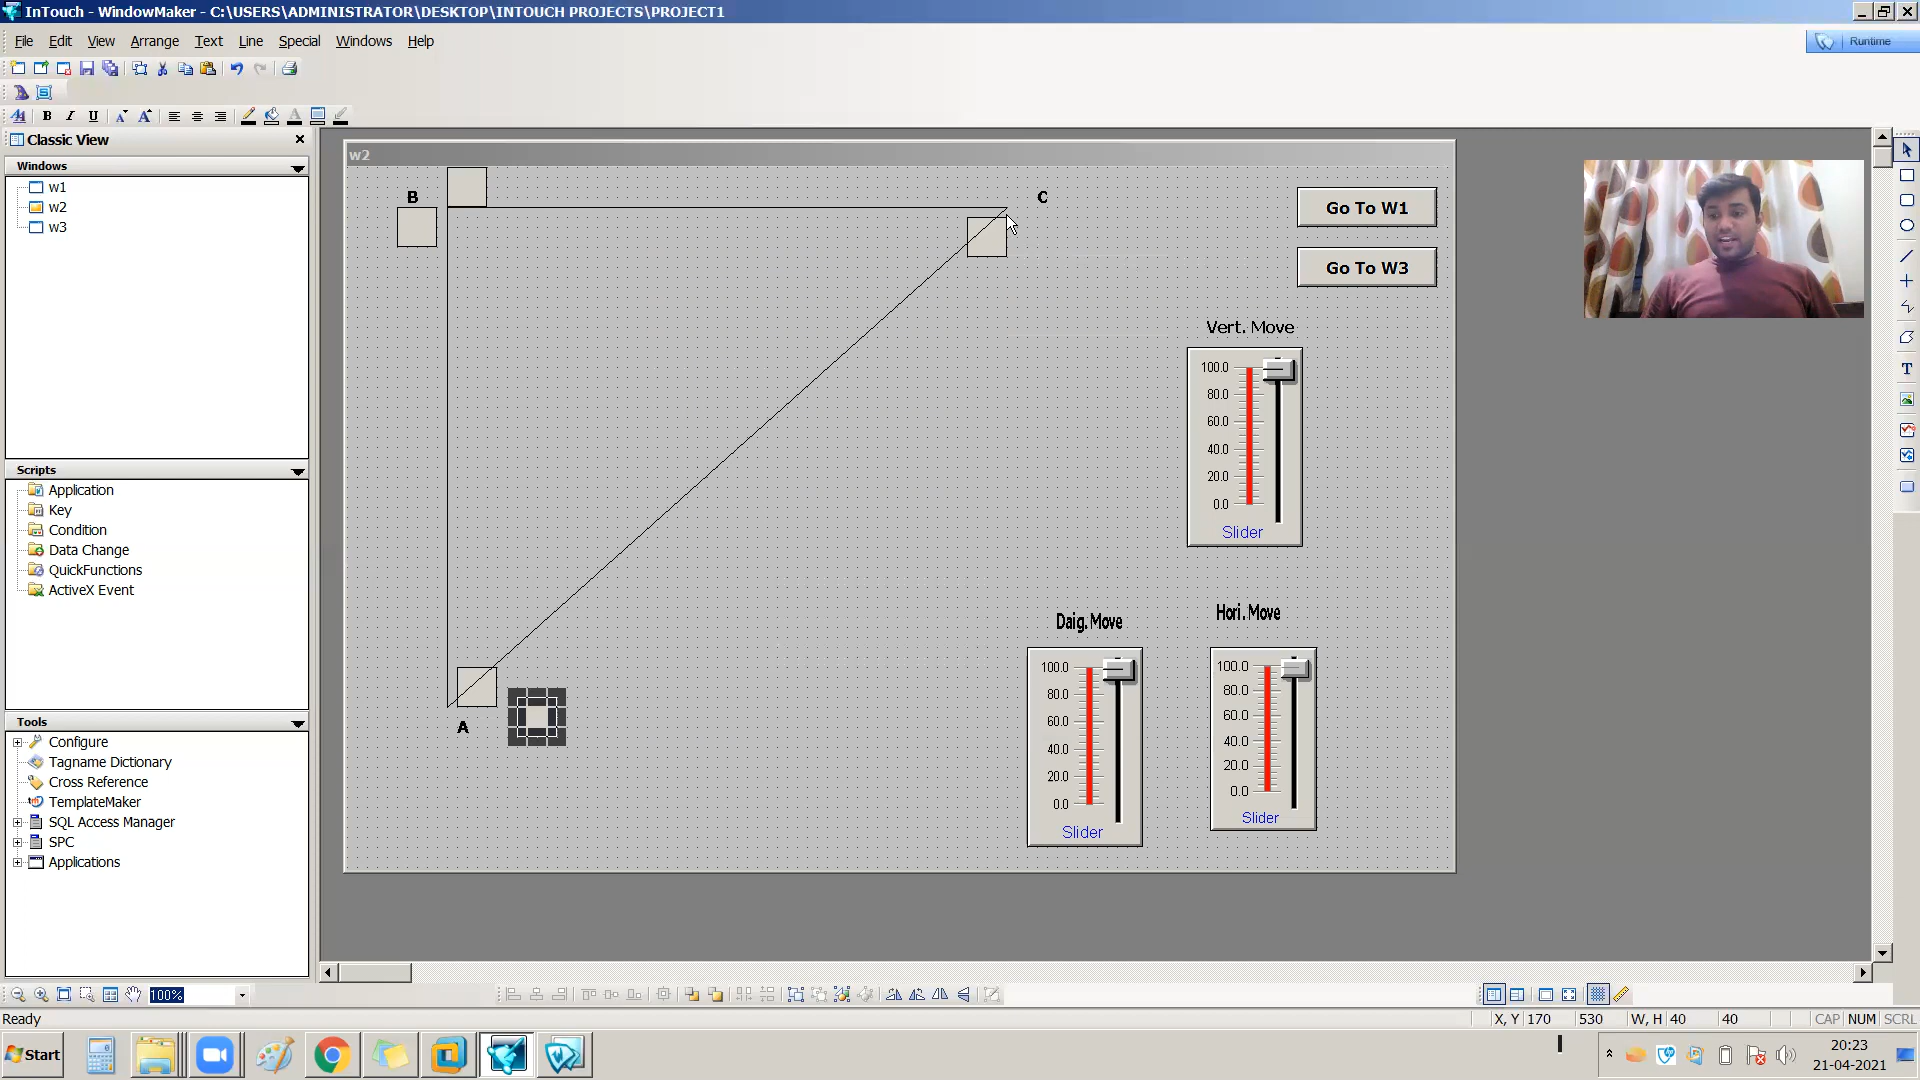 InTouch - WindowMaker - C:\USERS\ADMINISTRATOR\DESKTOP\INTOUCH PROJECTS\PROJECT1
File Edit View Arrange Text Line Special Windows Help
Runtime
B I U
Classic View
Windows
w1
w2
w3
Scripts
Application
Key
Condition
Data Change
QuickFunctions
ActiveX Event
Tools
Configure
Tagname Dictionary
Cross Reference
TemplateMaker
SQL Access Manager
SPC
Applications
w2
B
C
A
Go To W1
Go To W3
Vert. Move
100.0
80.0
60.0
40.0
20.0
0.0
Slider
Daig. Move
100.0
80.0
60.0
40.0
20.0
0.0
Slider
Hori. Move
100.0
80.0
60.0
40.0
20.0
0.0
Slider
T
100%
Ready
X, Y 170 530 W, H 40 40 CAP NUM SCRL
Start
20:23
21-04-2021